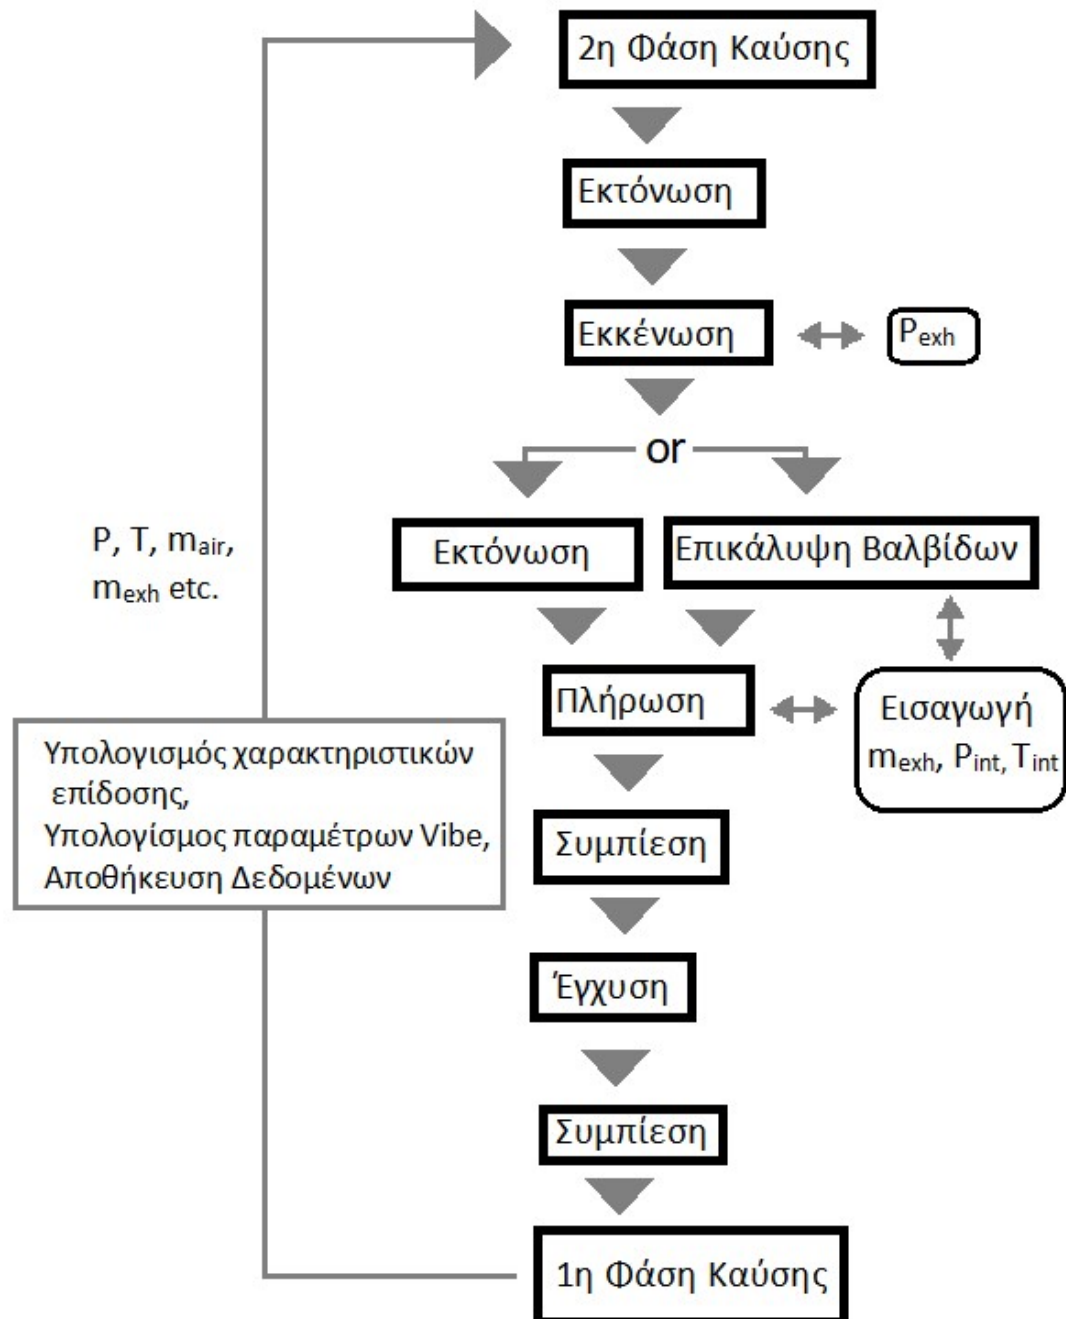 2η Φάση Καύσης
Εκτόνωση
Εκκένωση
Pexh
or
Εκτόνωση
Επικάλυψη Βαλβίδων
P, T, mair,
mexh etc.
Πλήρωση
Εισαγωγή
mexh, Pint, Tint
Υπολογισμός χαρακτηριστικών
επίδοσης,
Υπολογίσμος παραμέτρων Vibe,
Αποθήκευση Δεδομένων
Συμπίεση
Έγχυση
Συμπίεση
1η Φάση Καύσης